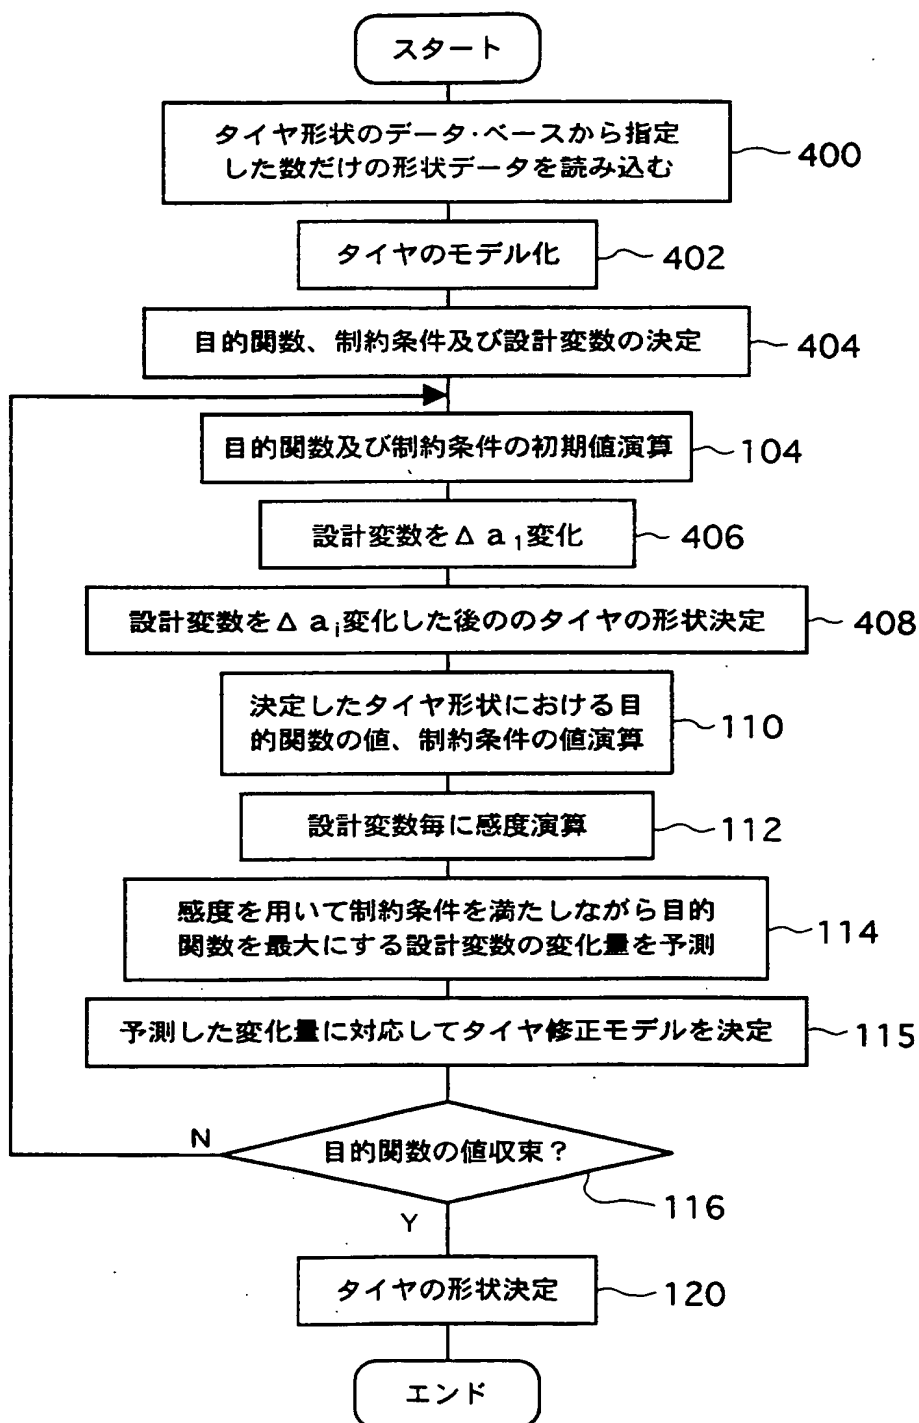 スタート
タイヤ形状のデータ・ベースから指定
した数だけの形状データを読み込む
400
タイヤのモデル化
402
目的関数、制約条件及び設計変数の決定
404
目的関数及び制約条件の初期値演算
104
設計変数をΔa₁変化
406
設計変数をΔaᵢ変化した後ののタイヤの形状決定
408
決定したタイヤ形状における目
的関数の値、制約条件の値演算
110
設計変数毎に感度演算
112
感度を用いて制約条件を満たしながら目的
関数を最大にする設計変数の変化量を予測
114
予測した変化量に対応してタイヤ修正モデルを決定
115
N
目的関数の値収束?
116
Y
タイヤの形状決定
120
エンド